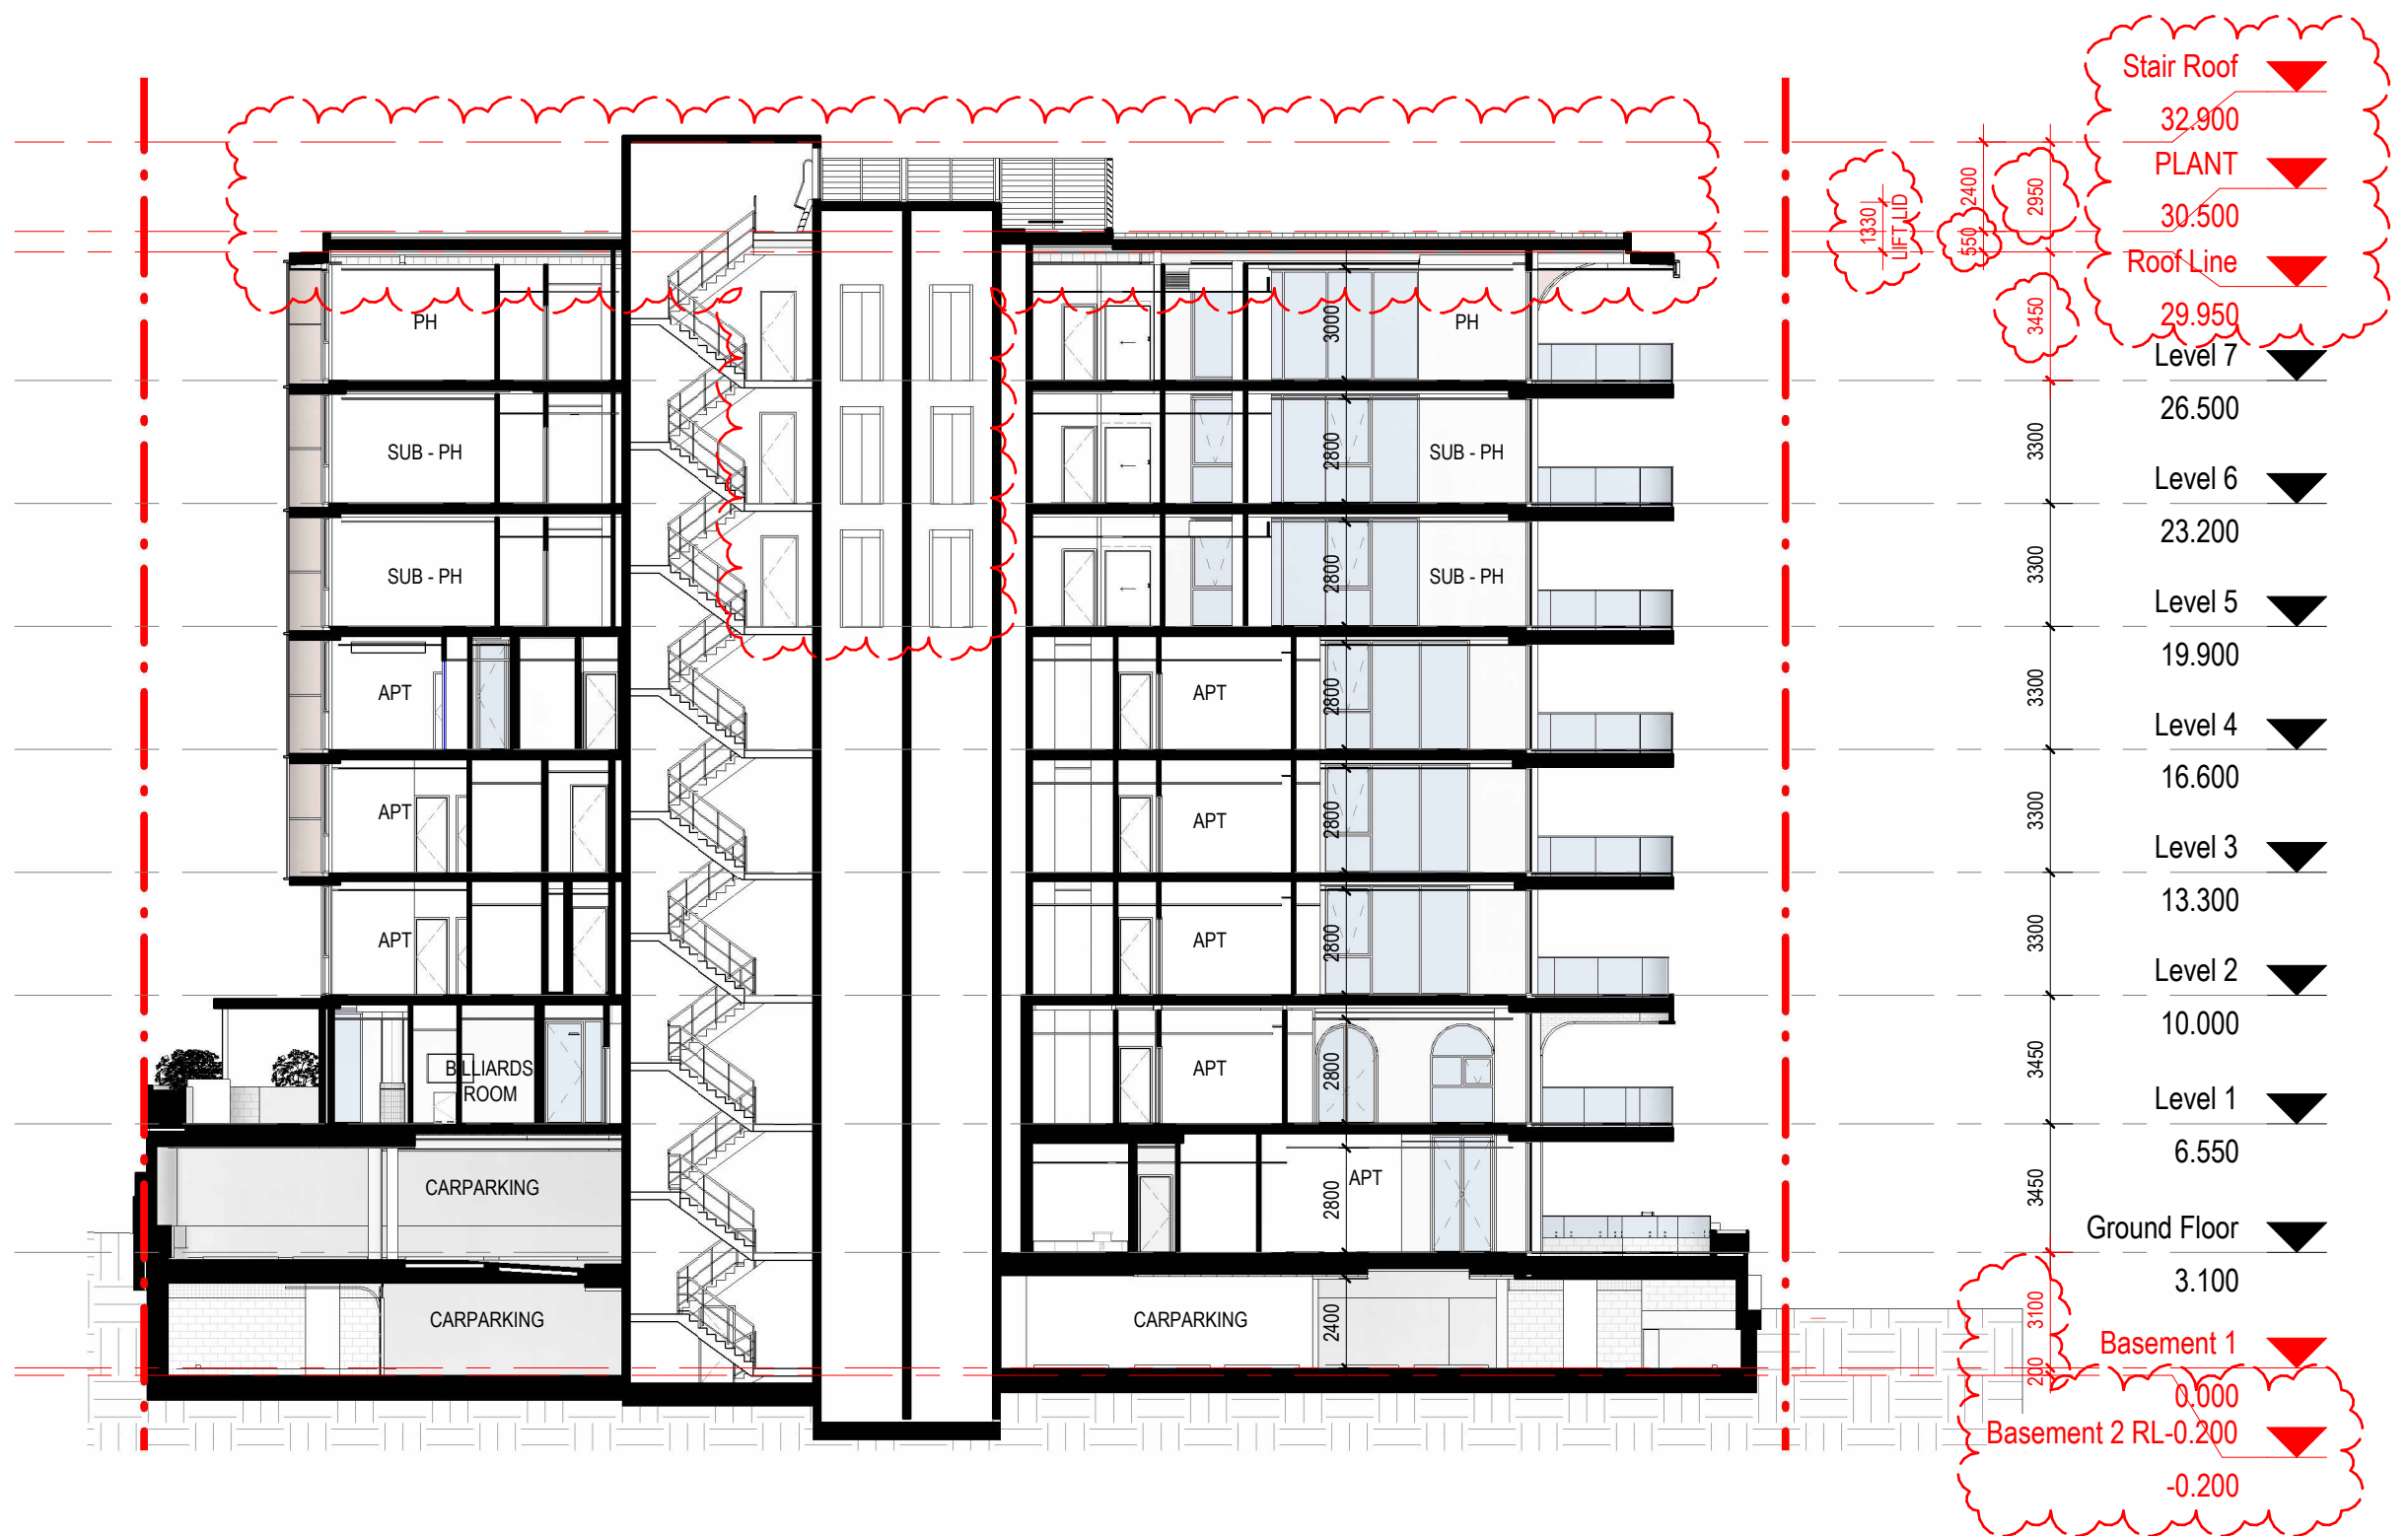 Stair Roof
32.900
PLANT
30.500
Roof Line
29.950
Level 7
26.500
Level 6
23.200
Level 5
19.900
Level 4
16.600
Level 3
13.300
Level 2
10.000
Level 1
6.550
Ground Floor
3.100
Basement 1
0.000
Basement 2 RL-0.200
-0.200
1330
LIFT LID
2400
550
2950
3450
3300
3300
3300
3300
3300
3450
3450
3100
200
PH
3000
PH
SUB - PH
2800
SUB - PH
SUB - PH
2800
SUB - PH
APT
APT
2800
APT
APT
2800
APT
APT
2800
BILLIARDS
ROOM
APT
2800
CARPARKING
2800
APT
CARPARKING
CARPARKING
2400